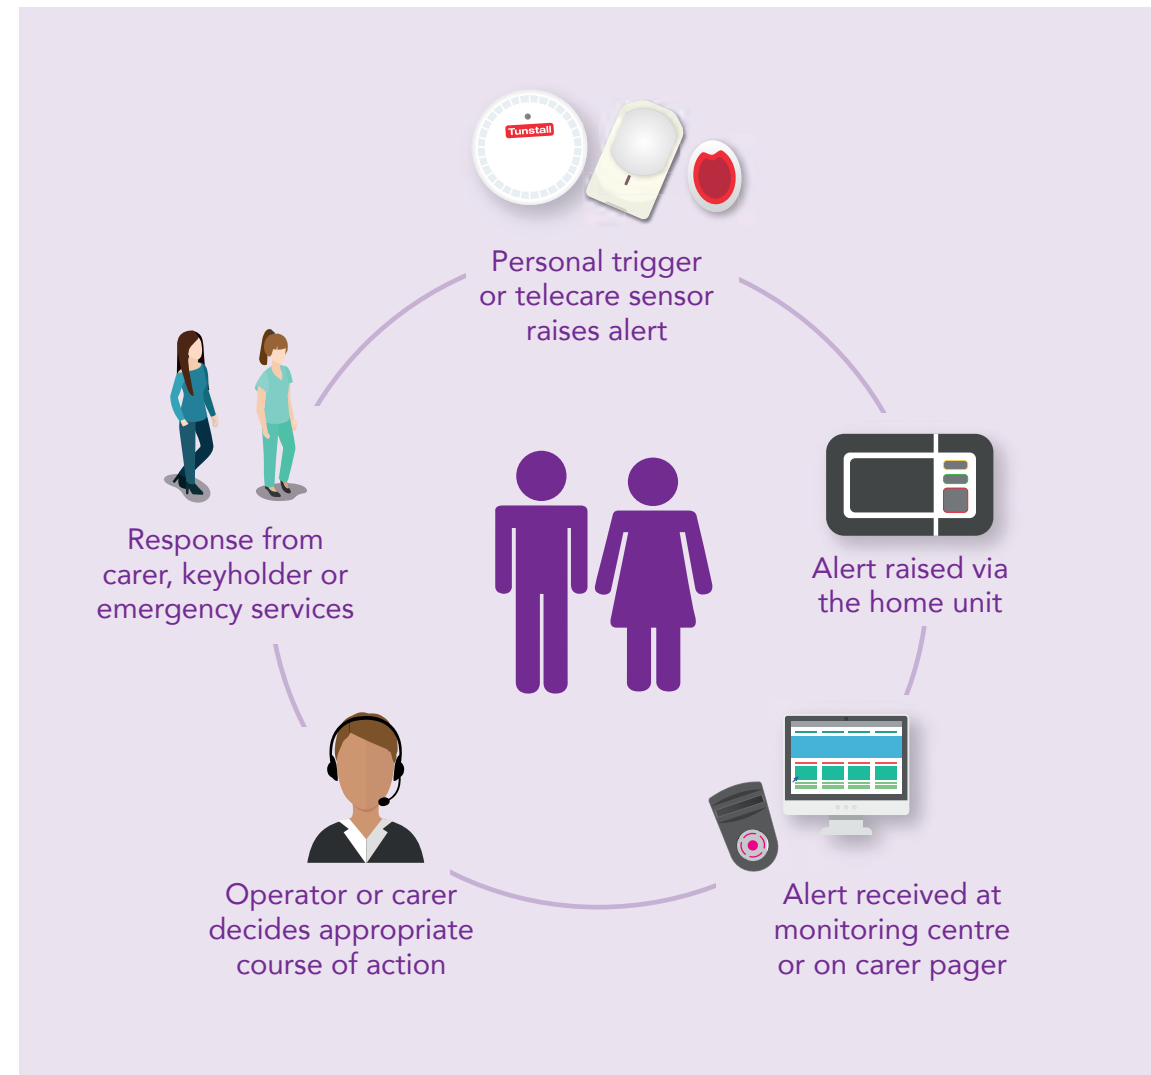 Tunstall
Personal trigger
or telecare sensor
raises alert
Alert raised via
the home unit
Alert received at
monitoring centre
or on carer pager
Operator or carer
decides appropriate
course of action
Response from
carer, keyholder or
emergency services